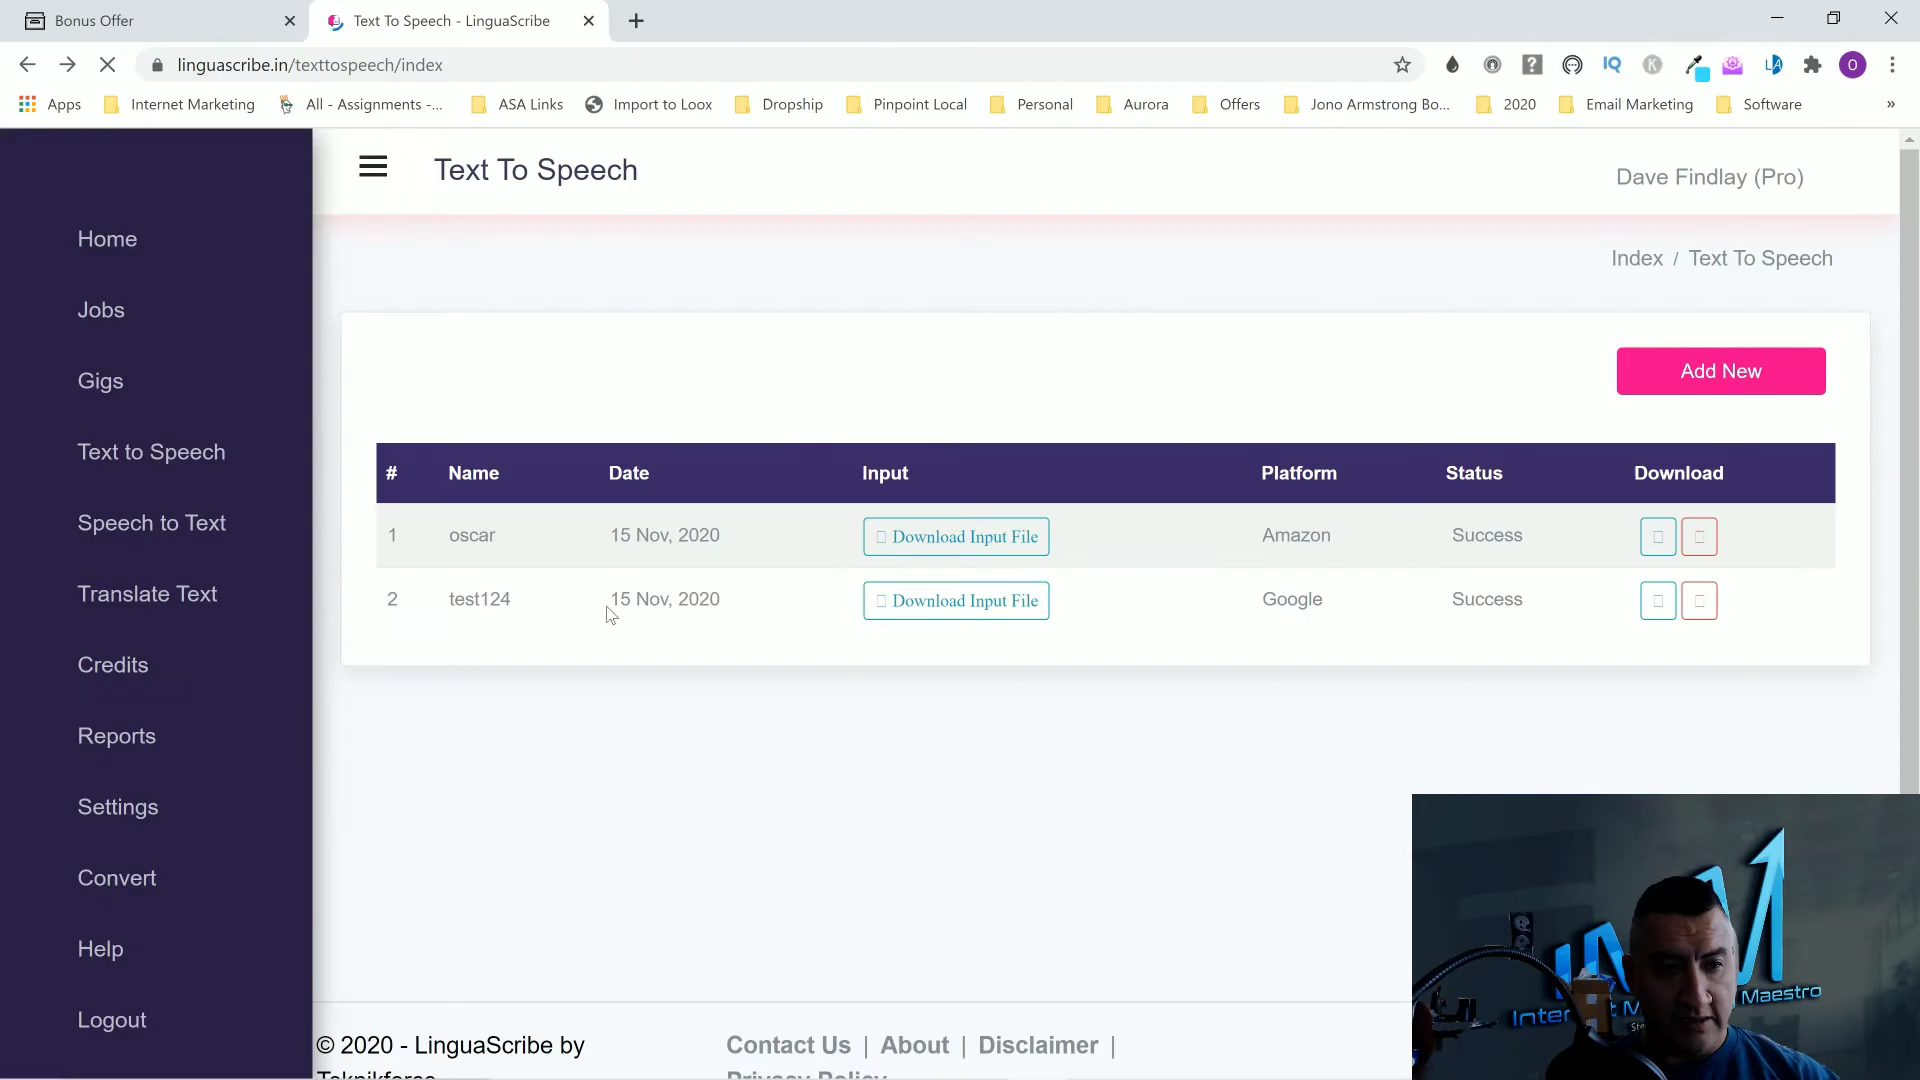 Bonus Offer
Text To Speech - LinguaScribe
linguascribe.in/texttospeech/index
IQ
K
O
Apps
Internet Marketing
All - Assignments -...
ASA Links
Import to Loox
Dropship
Pinpoint Local
Personal
Aurora
Offers
Jono Armstrong Bo...
2020
Email Marketing
Software
»
Text To Speech
Dave Findlay (Pro)
Index / Text To Speech
Home
Jobs
Gigs
Text to Speech
Speech to Text
Translate Text
Credits
Reports
Settings
Convert
Help
Logout
Add New
# Name Date Input Platform Status Download
1 oscar 15 Nov, 2020 Download Input File Amazon Success
2 test124 15 Nov, 2020 Download Input File Google Success
© 2020 - LinguaScribe by
Teknikforce
Contact Us | About | Disclaimer |
Privacy Policy
Maestro